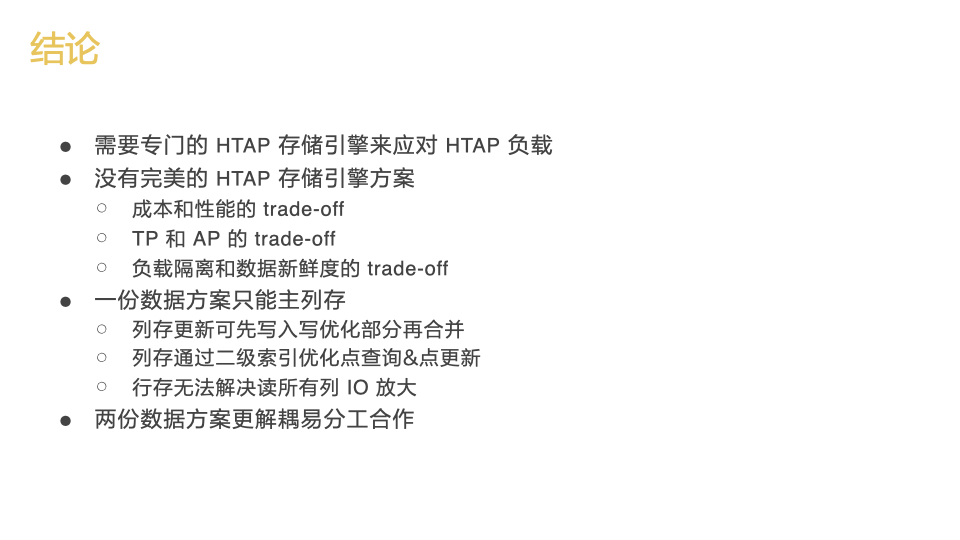 结论
● 需要专门的 HTAP 存储引擎来应对 HTAP 负载
● 没有完美的 HTAP 存储引擎方案
○ 成本和性能的 trade-off
○ TP 和 AP 的 trade-off
○ 负载隔离和数据新鲜度的 trade-off
● 一份数据方案只能主列存
○ 列存更新可先写入写优化部分再合并
○ 列存通过二级索引优化点查询&点更新
○ 行存无法解决读所有列 IO 放大
● 两份数据方案更解耦易分工合作